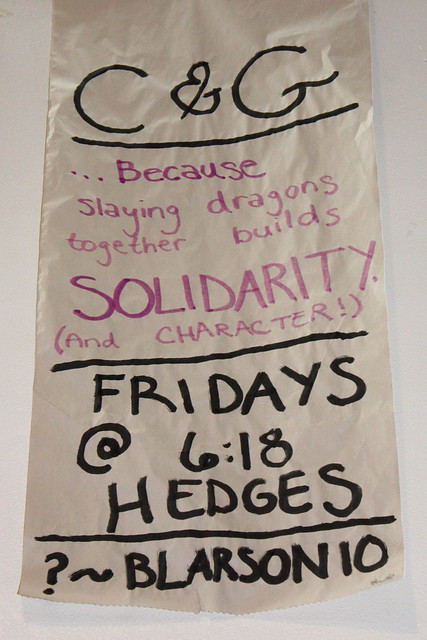 C & G
... Because
slaying dragons
together builds
SOLIDARITY.
(And CHARACTER!)
FRIDAYS
@ 6:18
HEDGES
? ~ BLARSON10